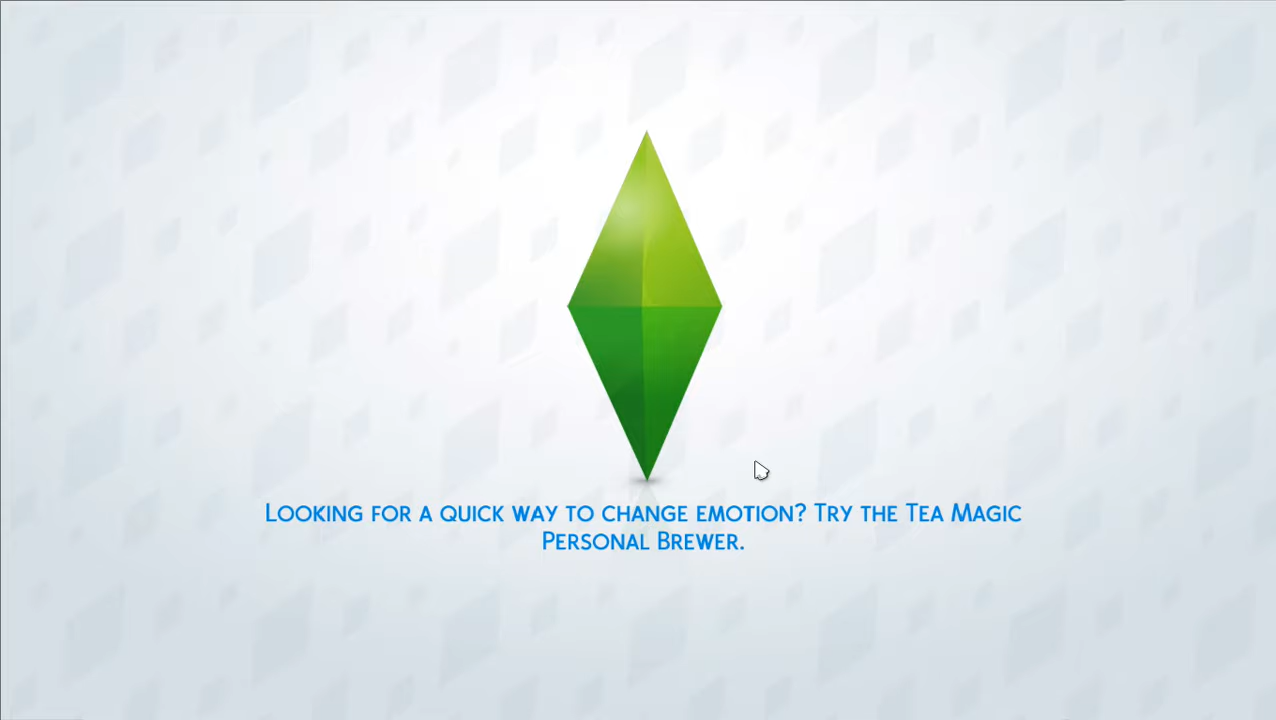 Looking for a quick way to change emotion? Try the Tea Magic
Personal Brewer.